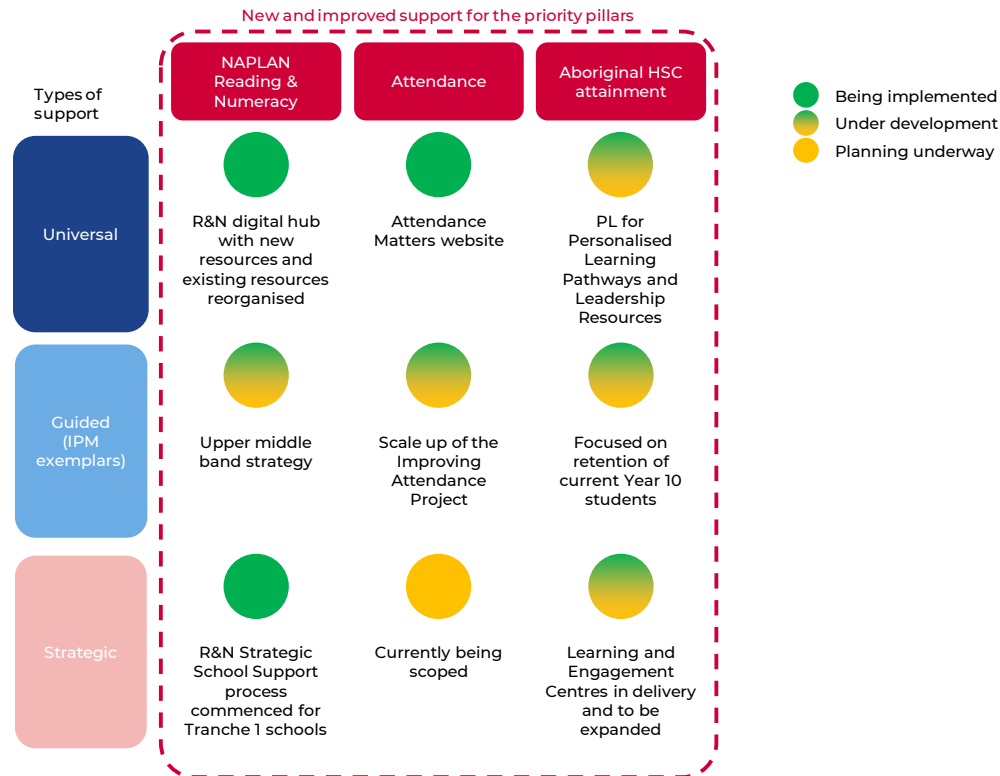 New and improved support for the priority pillars
Types of
support
NAPLAN
Reading &
Numeracy
Attendance
Aboriginal HSC
attainment
Being implemented
Under development
Planning underway
Universal
R&N digital hub
with new
resources and
existing resources
reorganised
Attendance
Matters website
PL for
Personalised
Learning
Pathways and
Leadership
Resources
Guided
(IPM
exemplars)
Upper middle
band strategy
Scale up of the
Improving
Attendance
Project
Focused on
retention of
current Year 10
students
Strategic
R&N Strategic
School Support
process
commenced for
Tranche 1 schools
Currently being
scoped
Learning and
Engagement
Centres in delivery
and to be
expanded